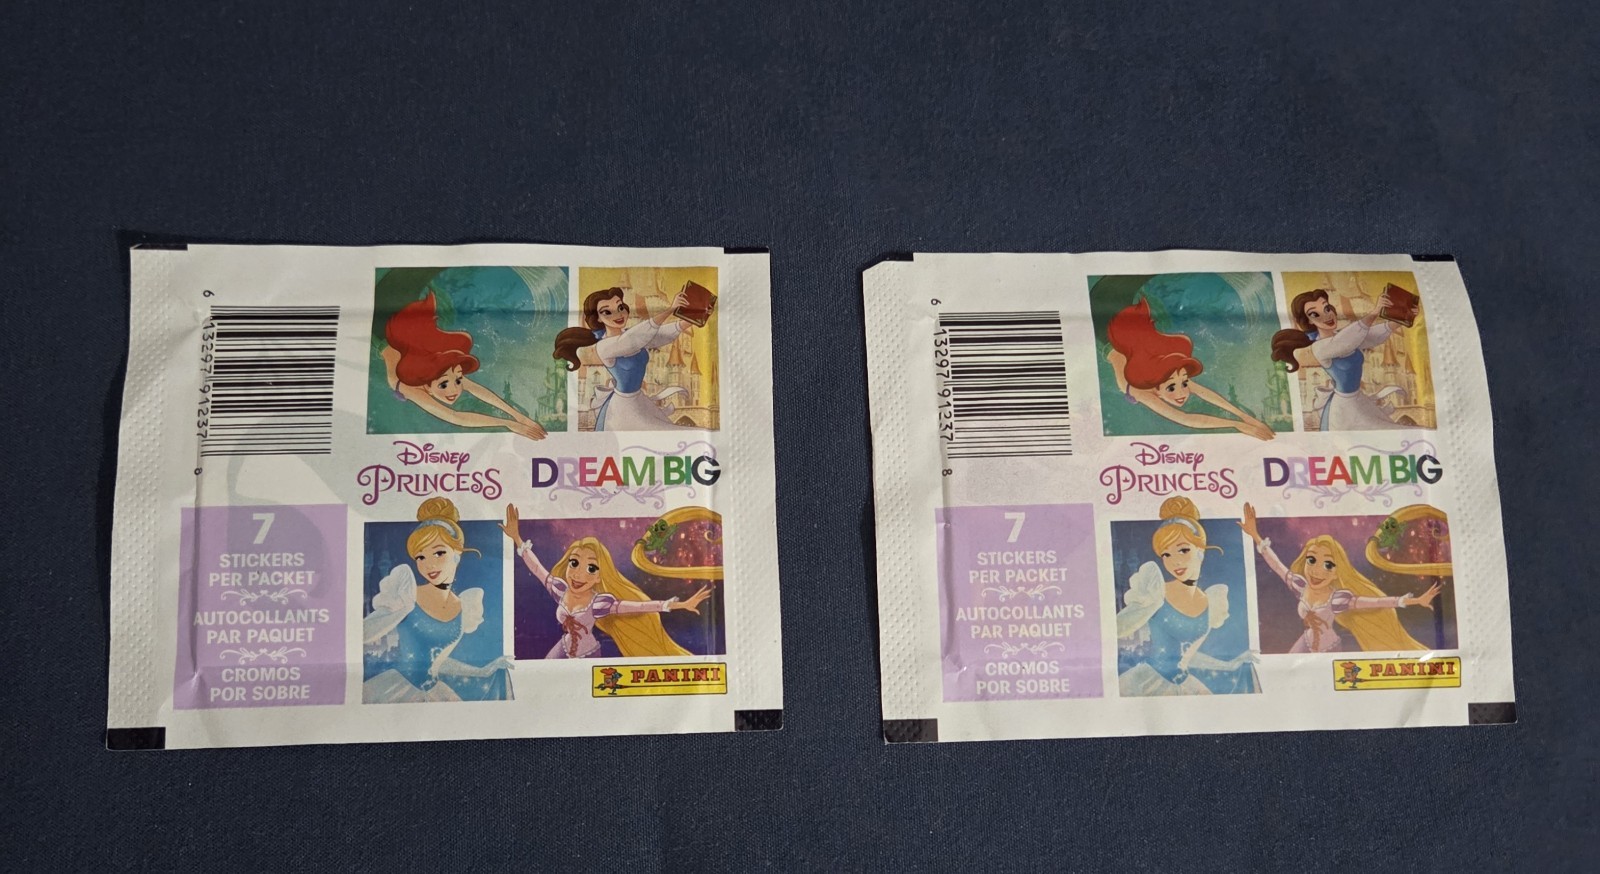 6 13297 91237 8
Disney
PRINCESS
DREAM BIG
7
STICKERS
PER PACKET
AUTOCOLLANTS
PAR PAQUET
CROMOS
POR SOBRE
PANINI
6 13297 91237 8
Disney
PRINCESS
DREAM BIG
7
STICKERS
PER PACKET
AUTOCOLLANTS
PAR PAQUET
CROMOS
POR SOBRE
PANINI